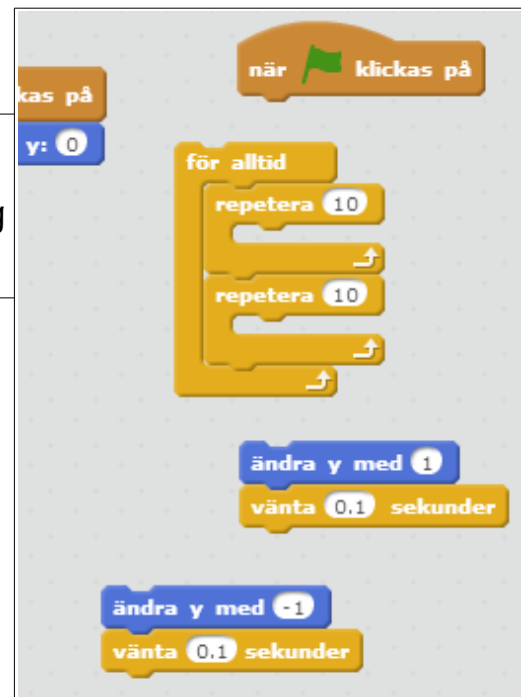 när klickas på
kas på
y: 0
för alltid
repetera 10
repetera 10
ändra y med 1
vänta 0.1 sekunder
ändra y med -1
vänta 0.1 sekunder